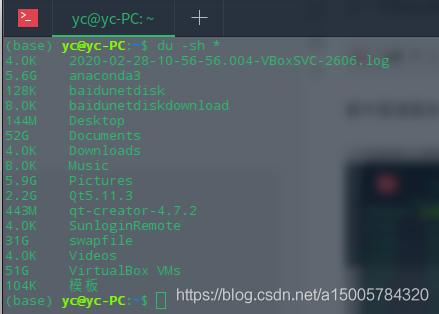 yc@yc-PC: ~
(base) yc@yc-PC:~$ du -sh *
4.0K 2020-02-28-10-56-56.004-VBoxSVC-2606.log
5.6G anaconda3
128K baidunetdisk
8.0K baidunetdiskdownload
144M Desktop
52G Documents
4.0K Downloads
8.0K Music
5.9G Pictures
2.2G Qt5.11.3
443M qt-creator-4.7.2
4.0K SunloginRemote
31G swapfile
4.0K Videos
51G VirtualBox VMs
104K 模板
(base) yc@yc-PC:~$
https://blog.csdn.net/a15005784320